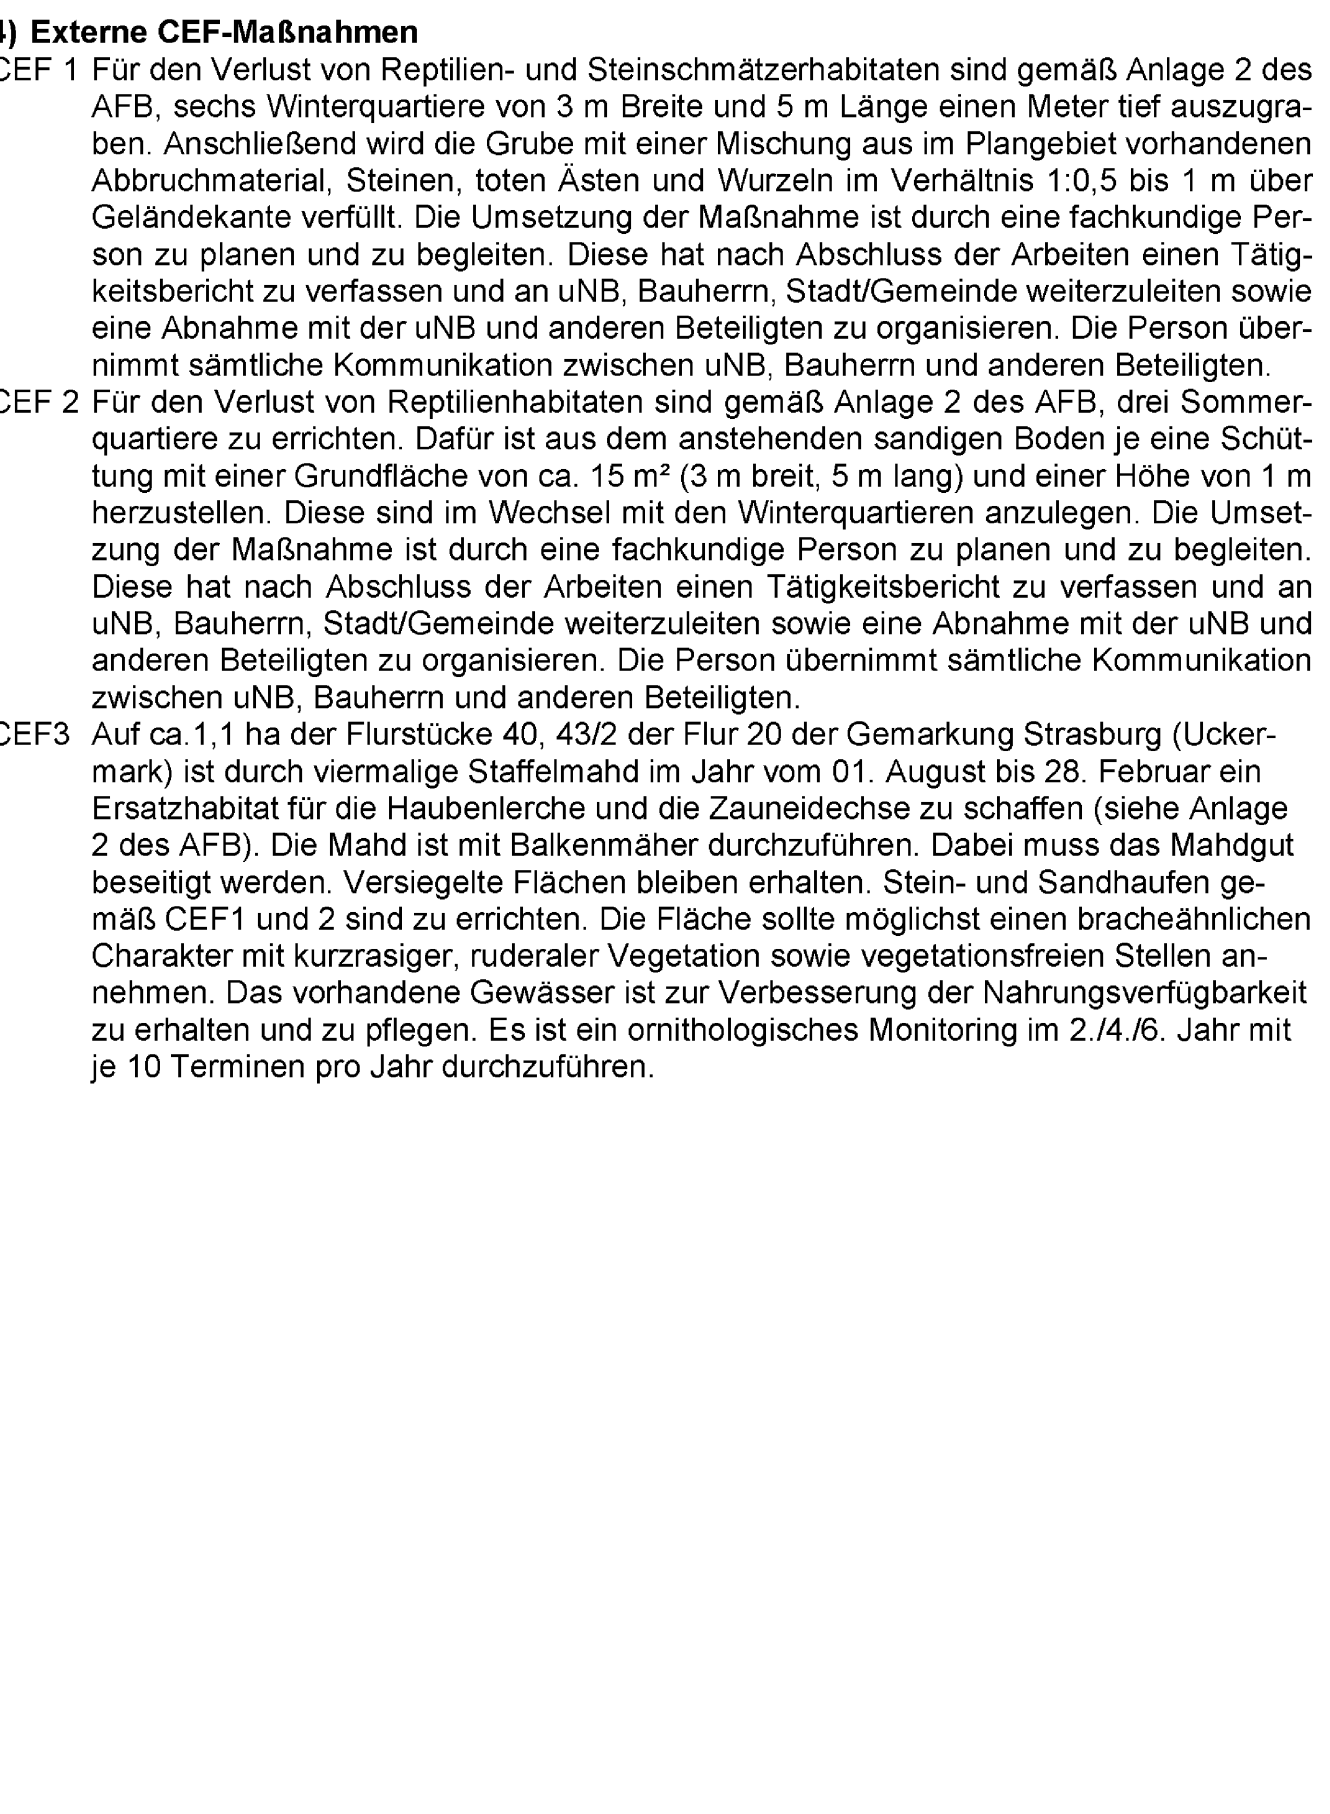 4) Externe CEF-Maßnahmen
CEF 1 Für den Verlust von Reptilien- und Steinschmätzerhabitaten sind gemäß Anlage 2 des
AFB, sechs Winterquartiere von 3 m Breite und 5 m Länge einen Meter tief auszugra-
ben. Anschließend wird die Grube mit einer Mischung aus im Plangebiet vorhandenen
Abbruchmaterial, Steinen, toten Ästen und Wurzeln im Verhältnis 1:0,5 bis 1 m über
Geländekante verfüllt. Die Umsetzung der Maßnahme ist durch eine fachkundige Per-
son zu planen und zu begleiten. Diese hat nach Abschluss der Arbeiten einen Tätig-
keitsbericht zu verfassen und an uNB, Bauherrn, Stadt/Gemeinde weiterzuleiten sowie
eine Abnahme mit der uNB und anderen Beteiligten zu organisieren. Die Person über-
nimmt sämtliche Kommunikation zwischen uNB, Bauherrn und anderen Beteiligten.
CEF 2 Für den Verlust von Reptilienhabitaten sind gemäß Anlage 2 des AFB, drei Sommer-
quartiere zu errichten. Dafür ist aus dem anstehenden sandigen Boden je eine Schüt-
tung mit einer Grundfläche von ca. 15 m² (3 m breit, 5 m lang) und einer Höhe von 1 m
herzustellen. Diese sind im Wechsel mit den Winterquartieren anzulegen. Die Umset-
zung der Maßnahme ist durch eine fachkundige Person zu planen und zu begleiten.
Diese hat nach Abschluss der Arbeiten einen Tätigkeitsbericht zu verfassen und an
uNB, Bauherrn, Stadt/Gemeinde weiterzuleiten sowie eine Abnahme mit der uNB und
anderen Beteiligten zu organisieren. Die Person übernimmt sämtliche Kommunikation
zwischen uNB, Bauherrn und anderen Beteiligten.
CEF3 Auf ca.1,1 ha der Flurstücke 40, 43/2 der Flur 20 der Gemarkung Strasburg (Ucker-
mark) ist durch viermalige Staffelmahd im Jahr vom 01. August bis 28. Februar ein
Ersatzhabitat für die Haubenlerche und die Zauneidechse zu schaffen (siehe Anlage
2 des AFB). Die Mahd ist mit Balkenmäher durchzuführen. Dabei muss das Mahdgut
beseitigt werden. Versiegelte Flächen bleiben erhalten. Stein- und Sandhaufen ge-
mäß CEF1 und 2 sind zu errichten. Die Fläche sollte möglichst einen bracheähnlichen
Charakter mit kurzrasiger, ruderaler Vegetation sowie vegetationsfreien Stellen an-
nehmen. Das vorhandene Gewässer ist zur Verbesserung der Nahrungsverfügbarkeit
zu erhalten und zu pflegen. Es ist ein ornithologisches Monitoring im 2./4./6. Jahr mit
je 10 Terminen pro Jahr durchzuführen.